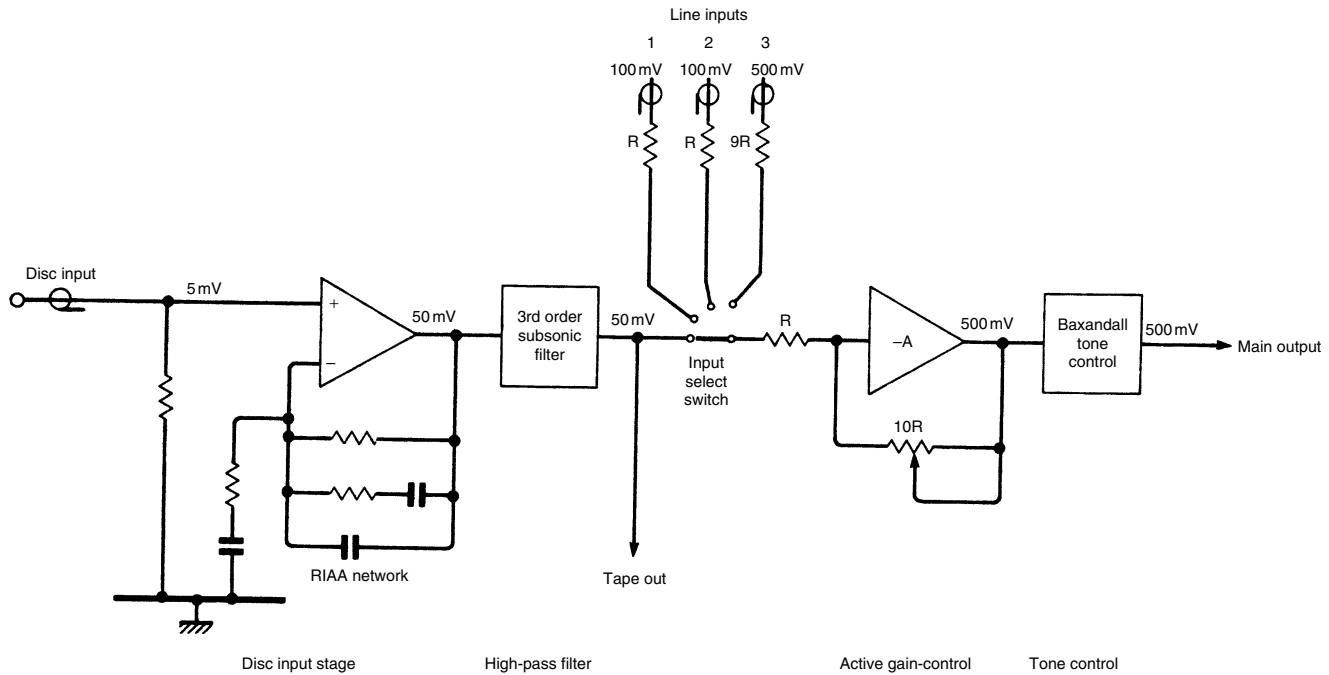 Line inputs
1 2 3
100 mV 100 mV 500 mV
R R 9R
Disc input
5 mV
+
–
50 mV
3rd order
subsonic
filter
50 mV
Input
select
switch
R
–A
500 mV
10R
Baxandall
tone
control
500 mV
Main output
RIAA network
Tape out
Disc input stage
High-pass filter
Active gain-control
Tone control